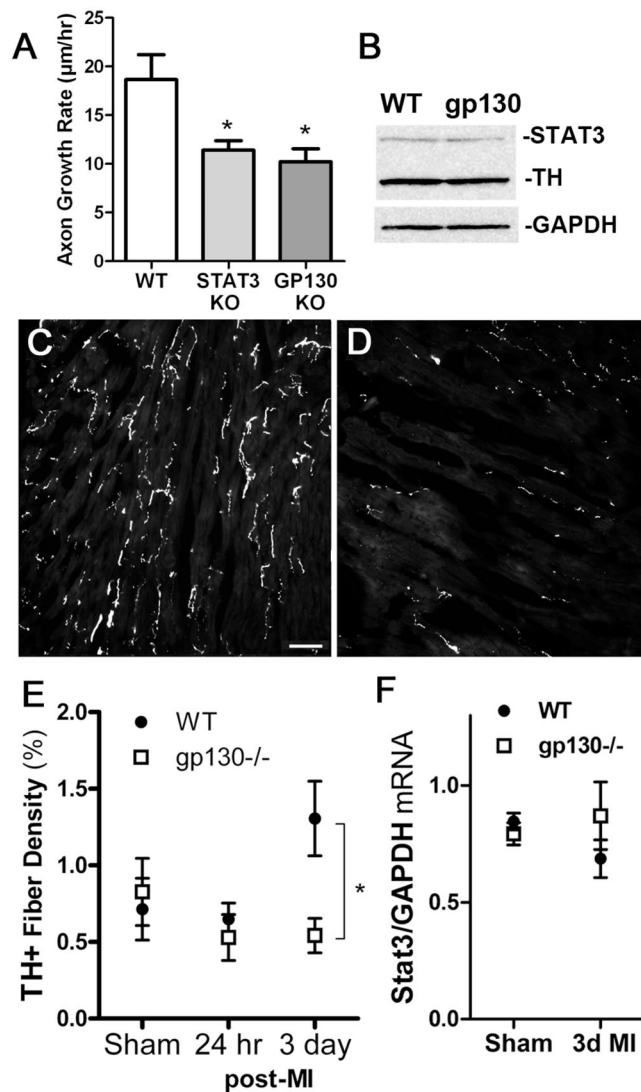 A
Axon Growth Rate (μm/hr)
25
20
15
10
5
0
*
*
WT
STAT3
KO
GP130
KO
B
WT gp130
-STAT3
-TH
-GAPDH
C
D
E
TH+ Fiber Density (%)
2.0
1.5
1.0
0.5
0.0
WT
gp130-/-
*
Sham 24 hr 3 day
post-MI
F
Stat3/GAPDH mRNA
1.0
0.5
0.0
WT
gp130-/-
Sham 3d MI